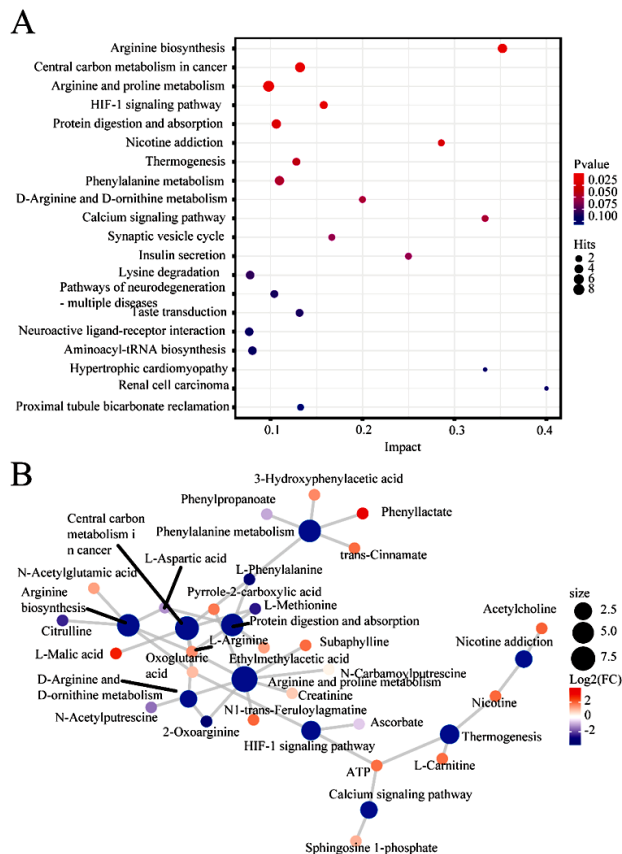 A
Arginine biosynthesis
Central carbon metabolism in cancer
Arginine and proline metabolism
HIF-1 signaling pathway
Protein digestion and absorption
Nicotine addiction
Thermogenesis
Phenylalanine metabolism
D-Arginine and D-ornithine metabolism
Calcium signaling pathway
Synaptic vesicle cycle
Insulin secretion
Lysine degradation
Pathways of neurodegeneration
- multiple diseases
Taste transduction
Neuroactive ligand-receptor interaction
Aminoacyl-tRNA biosynthesis
Hypertrophic cardiomyopathy
Renal cell carcinoma
Proximal tubule bicarbonate reclamation
0.1 0.2 0.3 0.4
Impact
Pvalue
0.025
0.050
0.075
0.100
Hits
2
4
6
8
B
3-Hydroxyphenylacetic acid
Phenylpropanoate
Phenyllactate
Phenylalanine metabolism
trans-Cinnamate
Central carbon
metabolism i
n cancer
L-Aspartic acid
L-Phenylalanine
N-Acetylglutamic acid
Pyrrole-2-carboxylic acid
Arginine
biosynthesis
L-Methionine
Protein digestion and absorption
Citrulline
L-Arginine
Subaphylline
L-Malic acid
Oxoglutaric
acid
Ethylmethylacetic acid
N-Carbamoylputrescine
Arginine and proline metabolism
D-Arginine and
D-ornithine metabolism
Creatinine
N1-trans-Feruloylagmatine
N-Acetylputrescine
2-Oxoarginine
Ascorbate
HIF-1 signaling pathway
ATP
Calcium signaling pathway
Sphingosine 1-phosphate
L-Carnitine
Thermogenesis
Nicotine
Nicotine addiction
Acetylcholine
size
2.5
5.0
7.5
Log2(FC)
2
0
-2